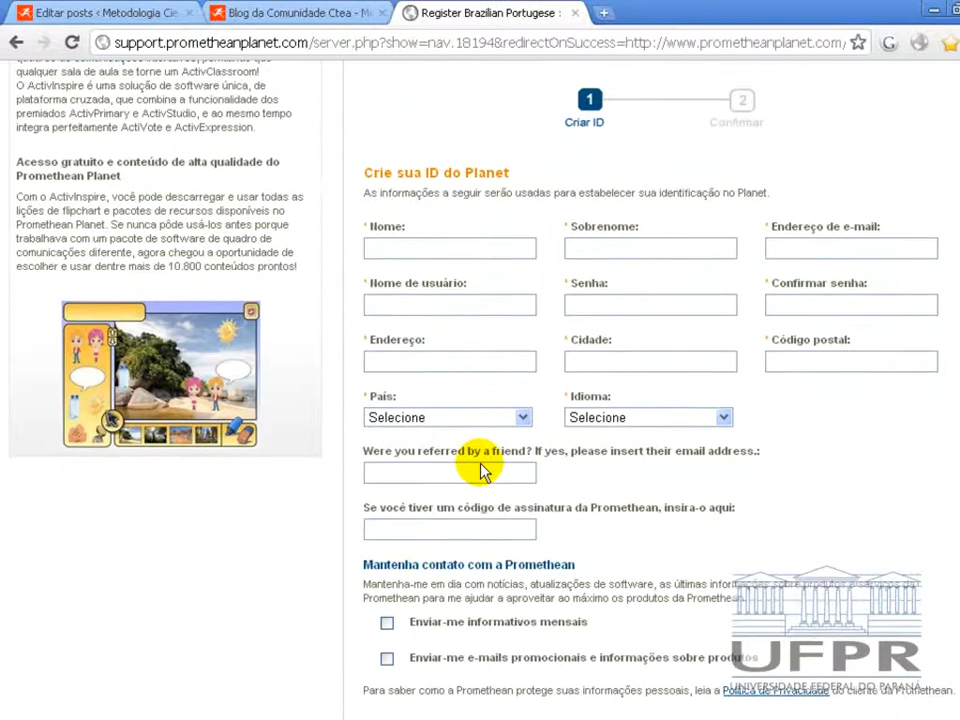 Editar posts ‹ Metodologia Cie
Blog da Comunidade Ctea - M
Register Brazilian Portugese :
support.prometheanplanet.com/server.php?show=nav.18194&redirectOnSuccess=http://www.prometheanplanet.com/
qualquer sala de aula se torne um ActivClassroom!
O ActivInspire é uma solução de software única, de
plataforma cruzada, que combina a funcionalidade dos
premiados ActivPrimary e ActivStudio, e ao mesmo tempo
integra perfeitamente ActiVote e ActivExpression.
Acesso gratuito e conteúdo de alta qualidade do
Promethean Planet
Com o ActivInspire, você pode descarregar e usar todas as
lições de flipchart e pacotes de recursos disponíveis no
Promethean Planet. Se nunca pôde usá-los antes porque
trabalhava com um pacote de software de quadro de
comunicações diferente, agora chegou a oportunidade de
escolher e usar dentre mais de 10.800 conteúdos prontos!
1 2
Criar ID Confirmar
Crie sua ID do Planet
As informações a seguir serão usadas para estabelecer sua identificação no Planet.
* Nome: * Sobrenome: * Endereço de e-mail:
* Nome de usuário: * Senha: * Confirmar senha:
* Endereço: * Cidade: * Código postal:
* País: * Idioma:
Selecione Selecione
Were you referred by a friend? If yes, please insert their email address.:
Se você tiver um código de assinatura da Promethean, insira-o aqui:
Mantenha contato com a Promethean
Mantenha-me em dia com notícias, atualizações de software, as últimas informações sobre produtos e serviços da
Promethean para me ajudar a aproveitar ao máximo os produtos da Promethean.
Enviar-me informativos mensais
Enviar-me e-mails promocionais e informações sobre produtos
Para saber como a Promethean protege suas informações pessoais, leia a Política de Privacidade do cliente da Promethean.
UFPR
UNIVERSIDADE FEDERAL DO PARANÁ